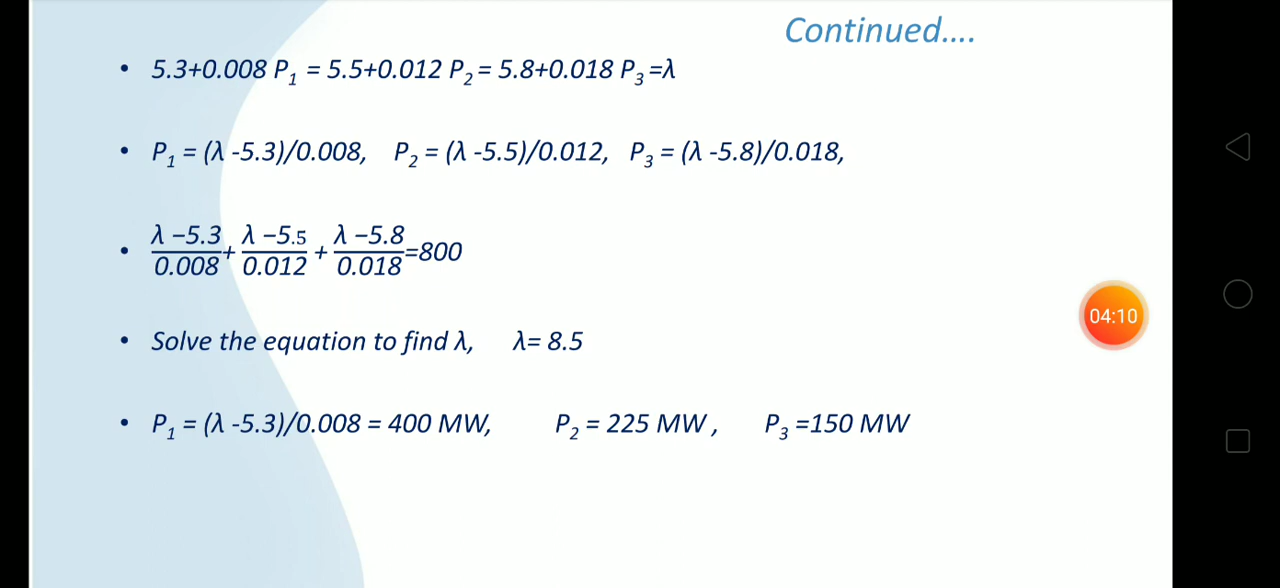 Continued....
• 5.3+0.008 P₁ = 5.5+0.012 P₂ = 5.8+0.018 P₃ =λ
• P₁ = (λ -5.3)/0.008, P₂ = (λ -5.5)/0.012, P₃ = (λ -5.8)/0.018,
• (λ −5.3)/0.008 + (λ −5.5)/0.012 + (λ −5.8)/0.018 =800
• Solve the equation to find λ, λ= 8.5
• P₁ = (λ -5.3)/0.008 = 400 MW, P₂ = 225 MW , P₃ =150 MW
04:10